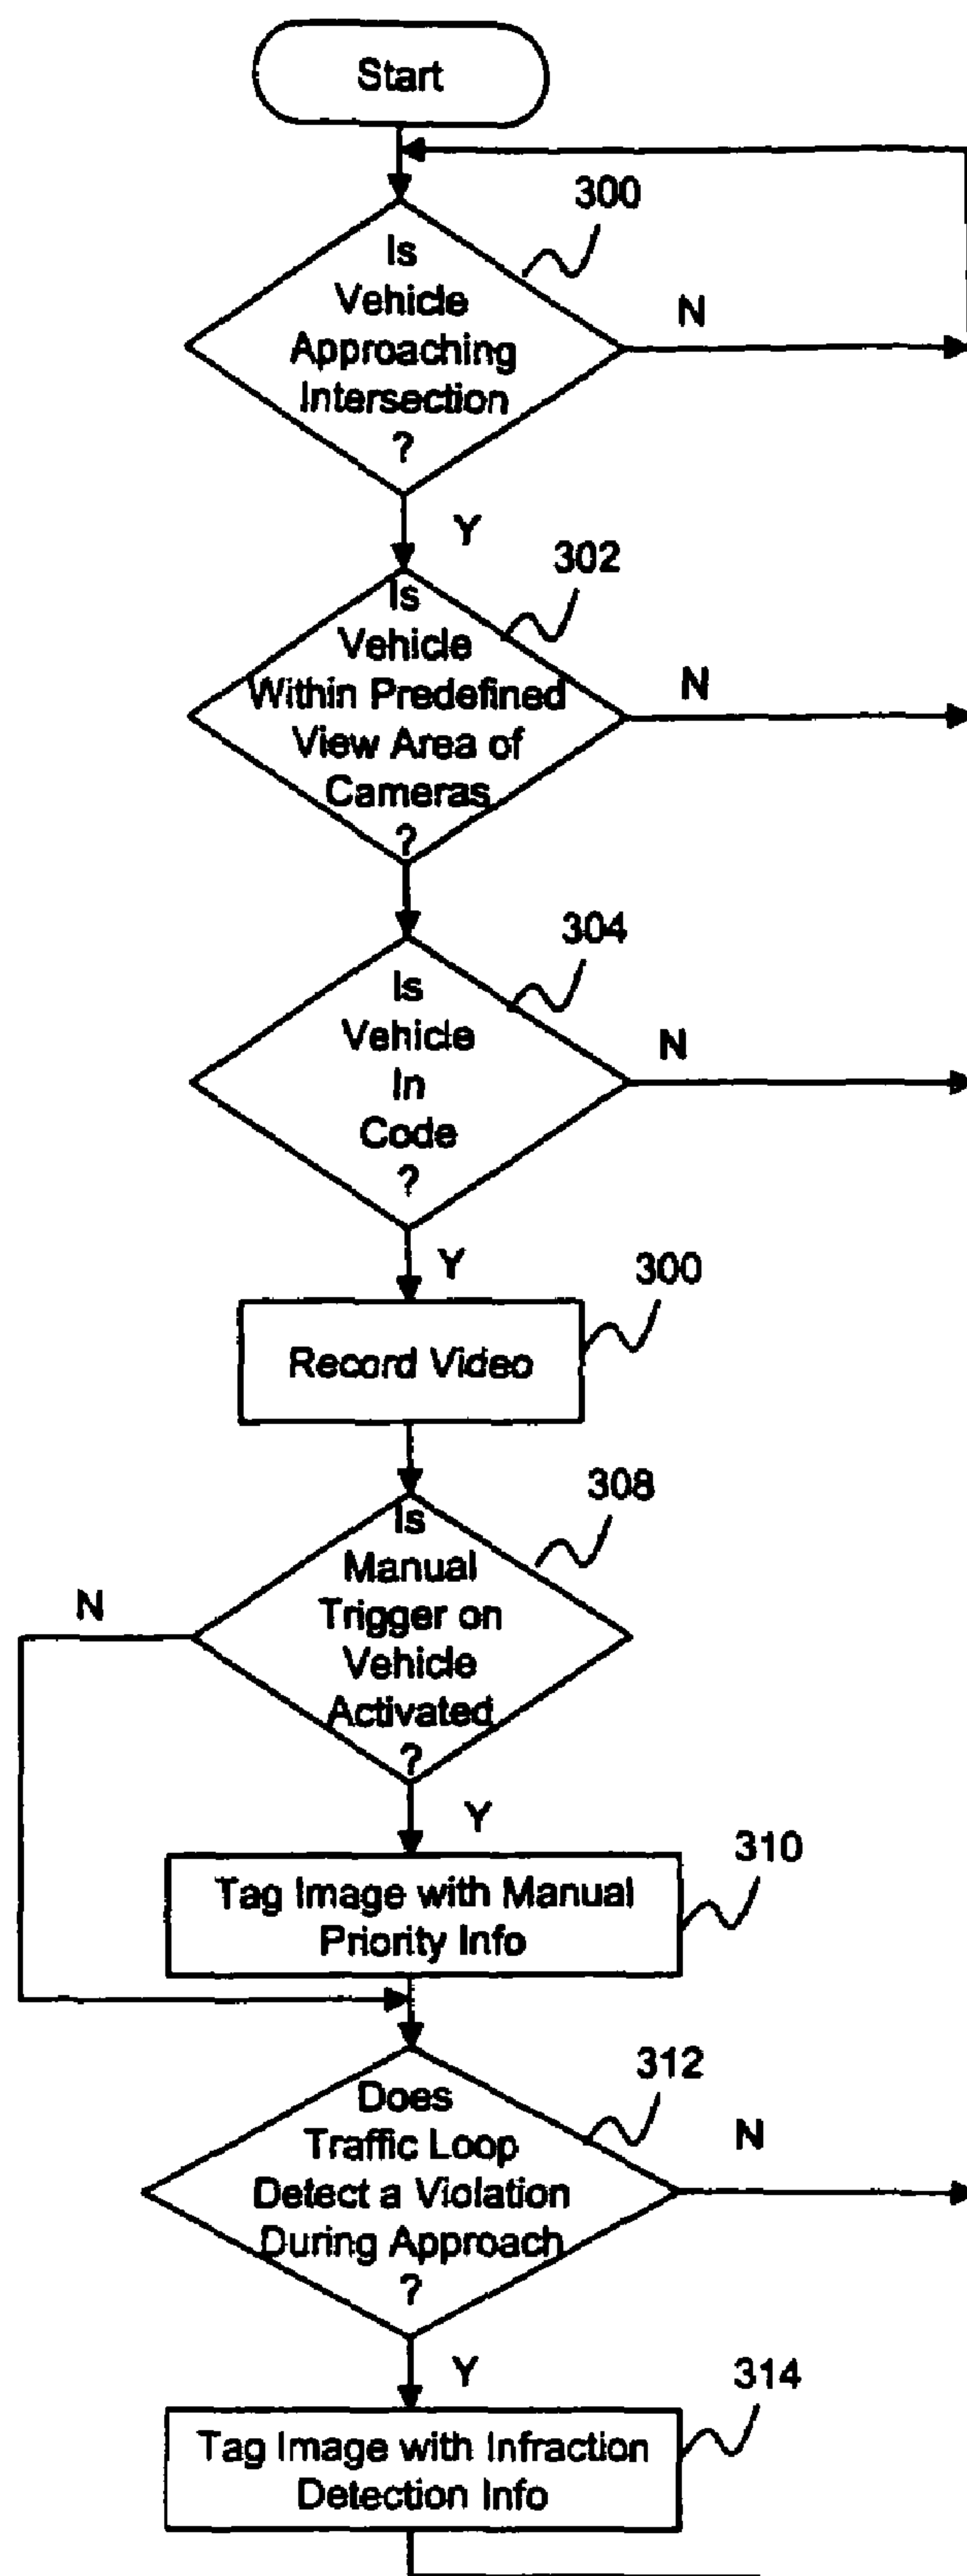 Start
300
Is
Vehicle
Approaching
Intersection
?
N
Y
302
Is
Vehicle
Within Predefined
View Area of
Cameras
?
N
304
Is
Vehicle
In
Code
?
N
Y
300
Record Video
308
Is
Manual
Trigger on
Vehicle
Activated
?
N
Y
310
Tag Image with Manual
Priority Info
312
Does
Traffic Loop
Detect a Violation
During Approach
?
N
Y
314
Tag Image with Infraction
Detection Info